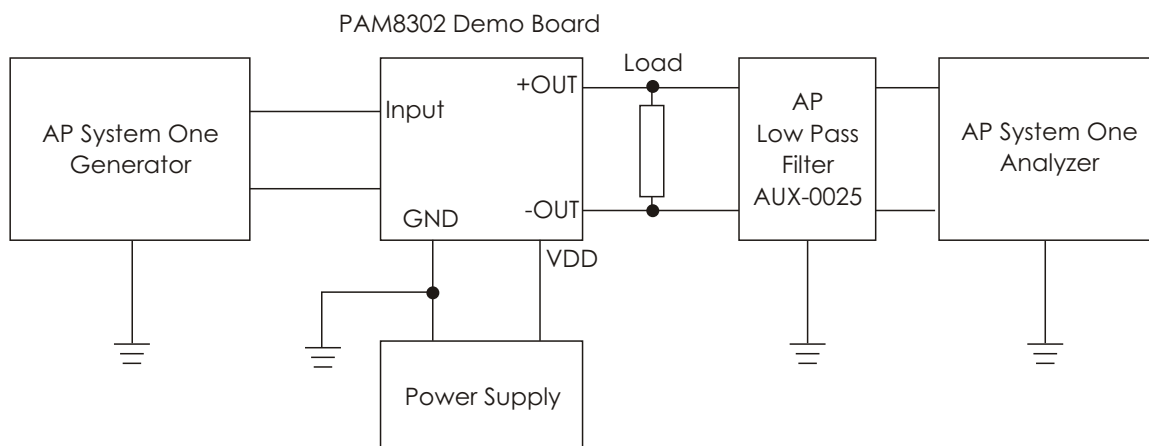 PAM8302 Demo Board
AP System One
Generator
Input
GND
+OUT
-OUT
VDD
Load
AP
Low Pass
Filter
AUX-0025
AP System One
Analyzer
Power Supply